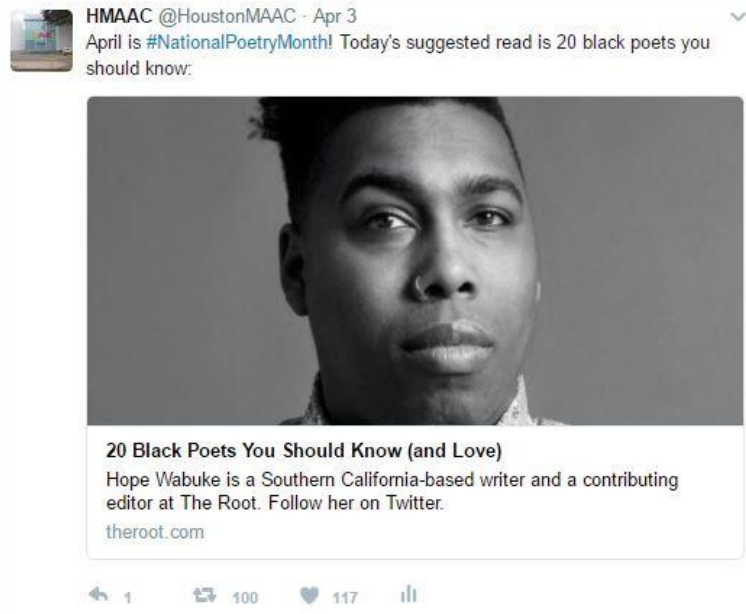 HMAAC @HoustonMAAC · Apr 3
April is #NationalPoetryMonth! Today's suggested read is 20 black poets you
should know:
20 Black Poets You Should Know (and Love)
Hope Wabuke is a Southern California-based writer and a contributing
editor at The Root. Follow her on Twitter.
theroot.com
1 100 117